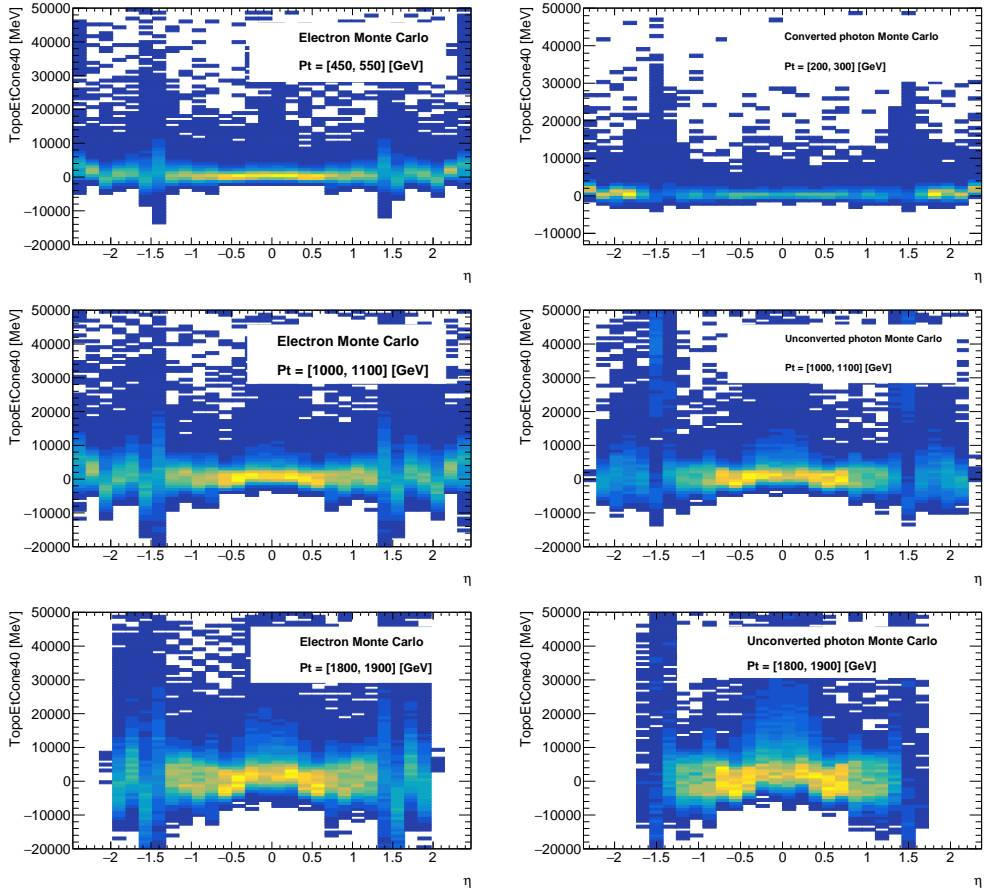 TopoEtCone40 [MeV]
50000
40000
30000
20000
10000
0
−10000
−20000
Electron Monte Carlo
Pt = [450, 550] [GeV]
−2 −1.5 −1 −0.5 0 0.5 1 1.5 2
η
TopoEtCone40 [MeV]
50000
40000
30000
20000
10000
0
−10000
Converted photon Monte Carlo
Pt = [200, 300] [GeV]
−2 −1.5 −1 −0.5 0 0.5 1 1.5 2
η
TopoEtCone40 [MeV]
50000
40000
30000
20000
10000
0
−10000
−20000
Electron Monte Carlo
Pt = [1000, 1100] [GeV]
−2 −1.5 −1 −0.5 0 0.5 1 1.5 2
η
TopoEtCone40 [MeV]
50000
40000
30000
20000
10000
0
−10000
−20000
Unconverted photon Monte Carlo
Pt = [1000, 1100] [GeV]
−2 −1.5 −1 −0.5 0 0.5 1 1.5 2
η
TopoEtCone40 [MeV]
50000
40000
30000
20000
10000
0
−10000
−20000
Electron Monte Carlo
Pt = [1800, 1900] [GeV]
−2 −1.5 −1 −0.5 0 0.5 1 1.5 2
η
TopoEtCone40 [MeV]
50000
40000
30000
20000
10000
0
−10000
−20000
Unconverted photon Monte Carlo
Pt = [1800, 1900] [GeV]
−2 −1.5 −1 −0.5 0 0.5 1 1.5 2
η